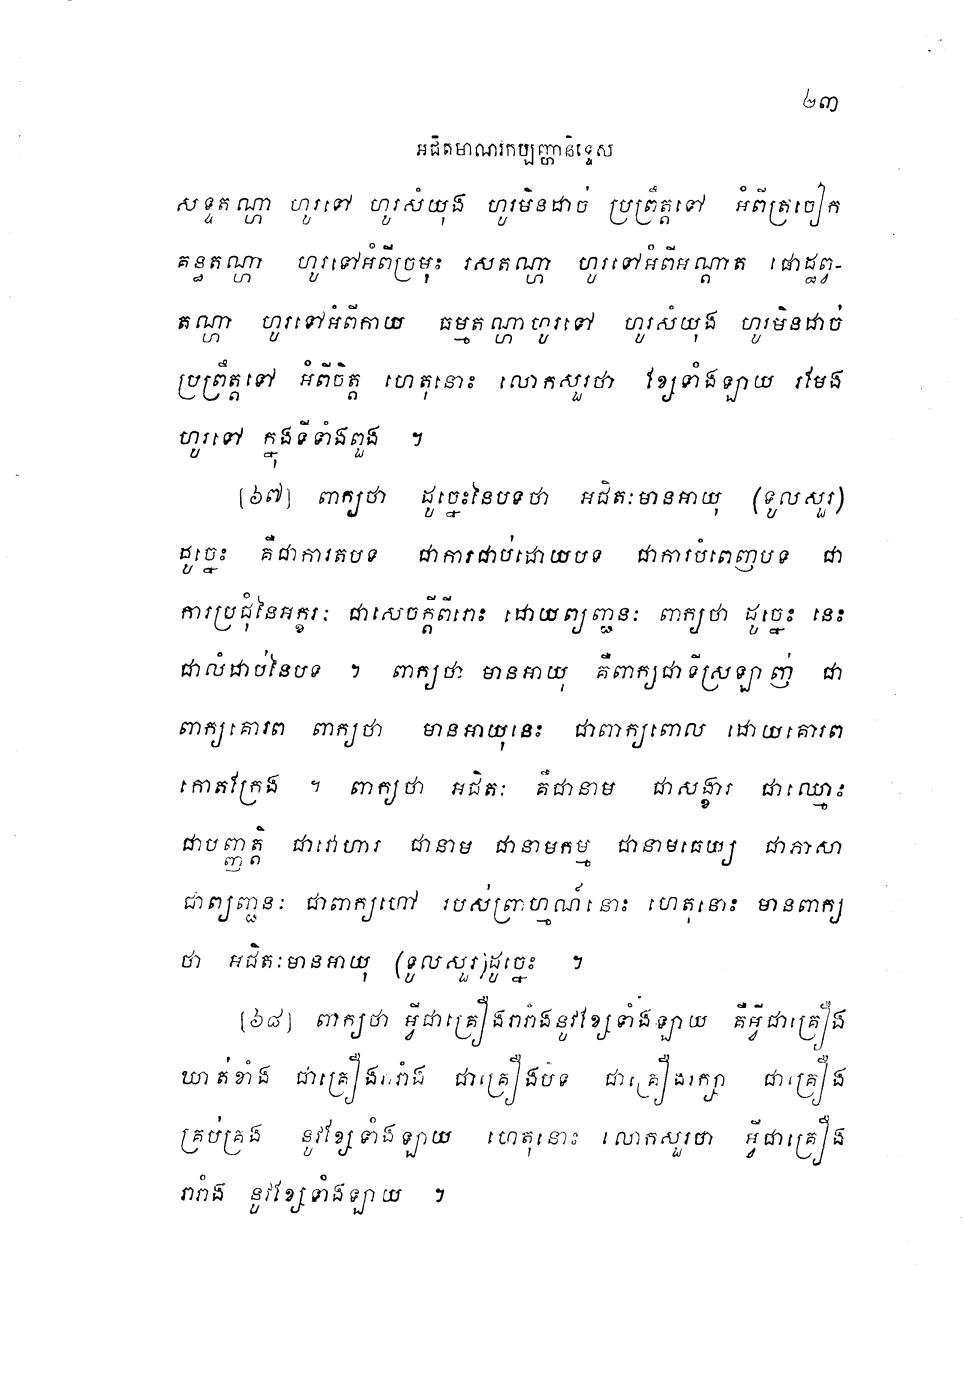 ២៣
អជិតមាណវកប្បញ្ហានិទ្ទេស
សទ្ទតណ្ហា ហូរទៅ ហូរសំយុង ហូរមិនដាច់ ប្រព្រឹត្តទៅ អំពីត្រចៀក
គន្ធតណ្ហា ហូរទៅអំពីច្រមុះ រសតណ្ហា ហូរទៅអំពីអណ្តាត ផោដ្ឋព្វ-
តណ្ហា ហូរទៅអំពីកាយ ធម្មតណ្ហាហូរទៅ ហូរសំយុង ហូរមិនដាច់
ប្រព្រឹត្តទៅ អំពីចិត្ត ហេតុនោះ លោកសួរថា ខ្សែទាំងឡាយ រមែង
ហូរទៅ ក្នុងទីទាំងពួង ។
[៦៧] ពាក្យថា ដូច្នេះនៃបទថា អជិតៈមានអាយុ (ទូលសួរ)
ដូច្នេះ គឺជាការតបទ ជាការជាប់ដោយបទ ជាការបំពេញបទ ជា
ការប្រជុំនៃអក្ខរៈ ជាសេចក្តីពីរោះ ដោយព្យញ្ជនៈ ពាក្យថា ដូច្នេះ នេះ
ជាលំដាប់នៃបទ ។ ពាក្យថា មានអាយុ គឺពាក្យជាទីស្រឡាញ់ ជា
ពាក្យគោរព ពាក្យថា មានអាយុនេះ ជាពាក្យពោល ដោយគោរព
កោតក្រែង ។ ពាក្យថា អជិតៈ គឺជានាម ជាសង្ខារ ជាឈ្មោះ
ជាបញ្ញត្តិ ជាវោហារ ជានាម ជានាមកម្ម ជានាមធេយ្យ ជាភាសា
ជាព្យញ្ជនៈ ជាពាក្យហៅ របស់ព្រាហ្មណ៍នោះ ហេតុនោះ មានពាក្យ
ថា អជិតៈមានអាយុ (ទូលសួរ)ដូច្នេះ ។
[៦៨] ពាក្យថា អ្វីជាគ្រឿងរារាំងនូវខ្សែទាំងឡាយ គឺអ្វីជាគ្រឿង
ឃាត់ខាំង ជាគ្រឿងរារាំង ជាគ្រឿងបិទ ជាគ្រឿងរក្សា ជាគ្រឿង
គ្រប់គ្រង នូវខ្សែទាំងឡាយ ហេតុនោះ លោកសួរថា អ្វីជាគ្រឿង
រារាំង នូវខ្សែទាំងឡាយ ។